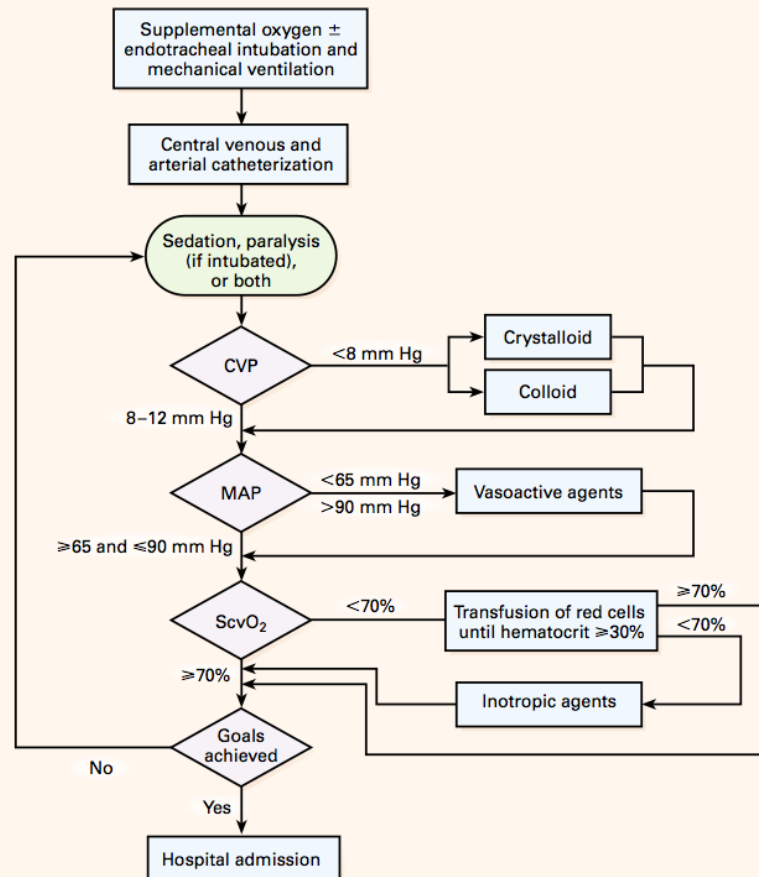 Supplemental oxygen ±
endotracheal intubation and
mechanical ventilation
Central venous and
arterial catheterization
Sedation, paralysis
(if intubated),
or both
CVP
<8 mm Hg
Crystalloid
Colloid
8–12 mm Hg
MAP
<65 mm Hg
>90 mm Hg
Vasoactive agents
⩾65 and ⩽90 mm Hg
ScvO₂
<70%
Transfusion of red cells
until hematocrit ⩾30%
⩾70%
<70%
⩾70%
Inotropic agents
Goals
achieved
No
Yes
Hospital admission